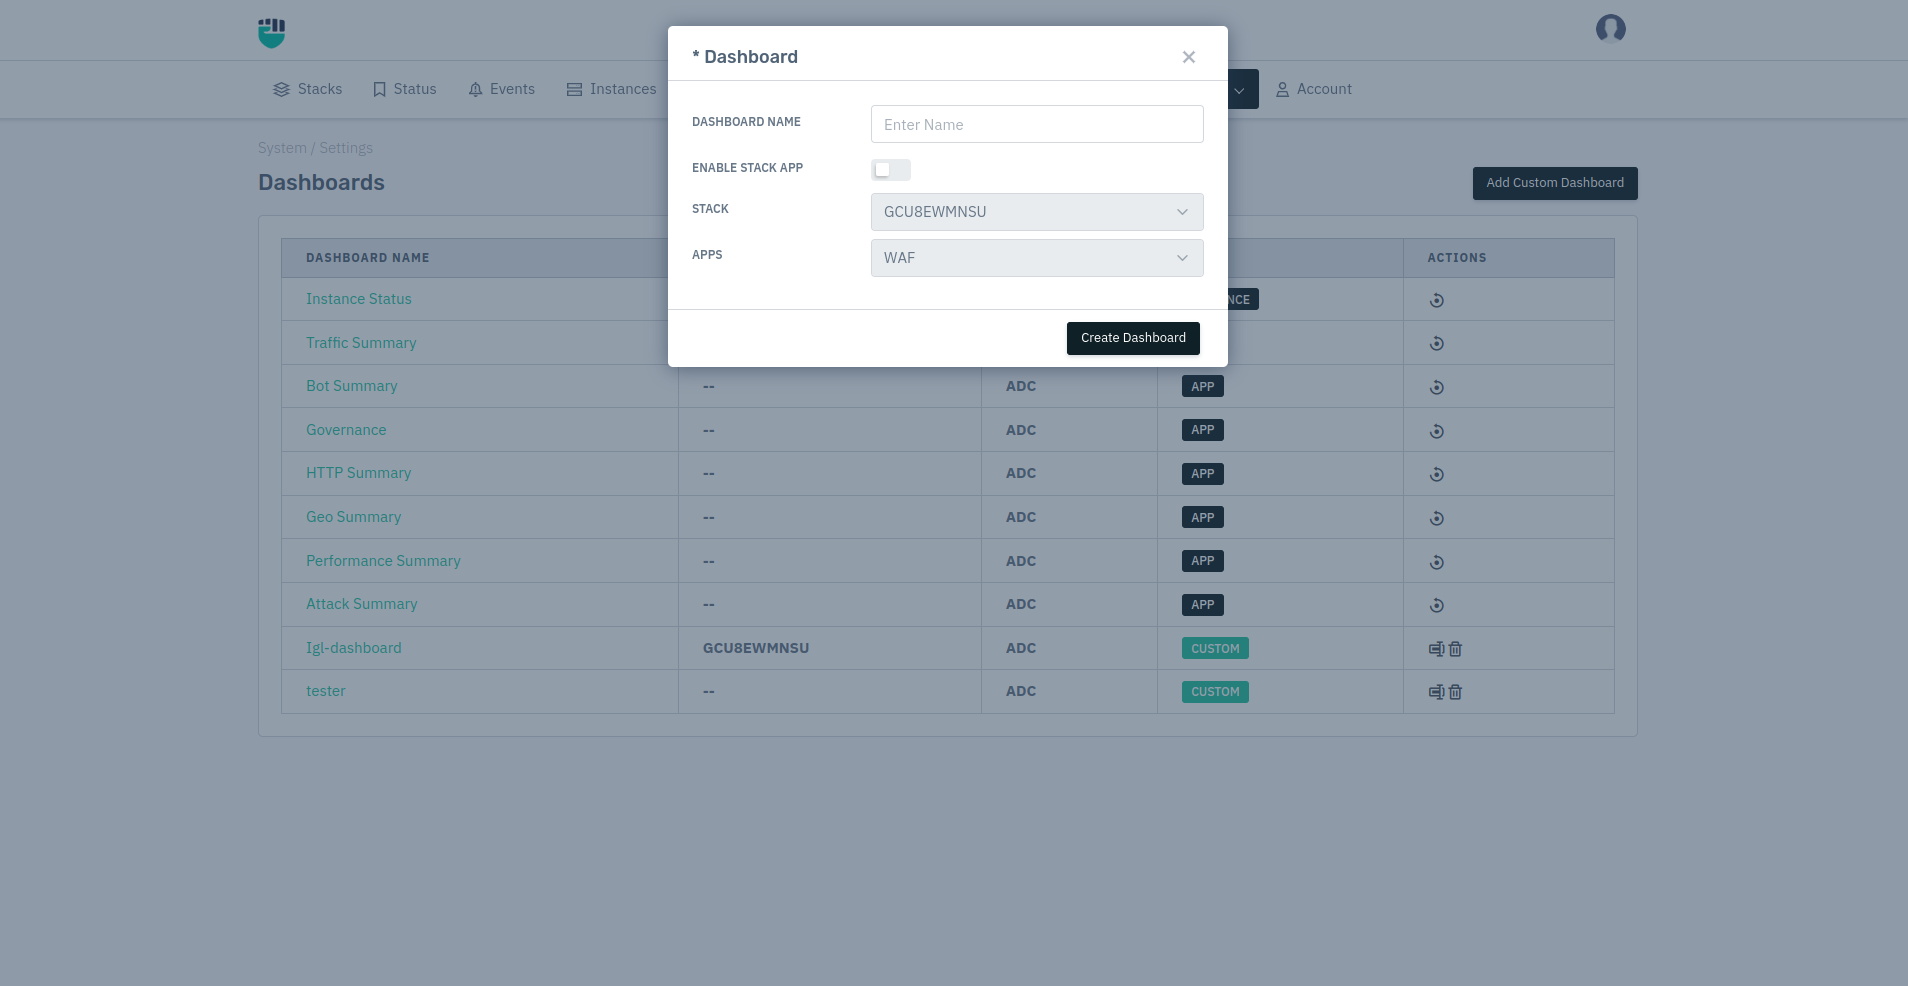 * Dashboard
Stacks
Status
Events
Instances
Account
DASHBOARD NAME
Enter Name
ENABLE STACK APP
STACK
GCU8EWMNSU
APPS
WAF
Create Dashboard
System / Settings
Dashboards
Add Custom Dashboard
DASHBOARD NAME ACTIONS
Instance Status NCE
Traffic Summary
Bot Summary -- ADC APP
Governance -- ADC APP
HTTP Summary -- ADC APP
Geo Summary -- ADC APP
Performance Summary -- ADC APP
Attack Summary -- ADC APP
Igl-dashboard GCU8EWMNSU ADC CUSTOM
tester -- ADC CUSTOM